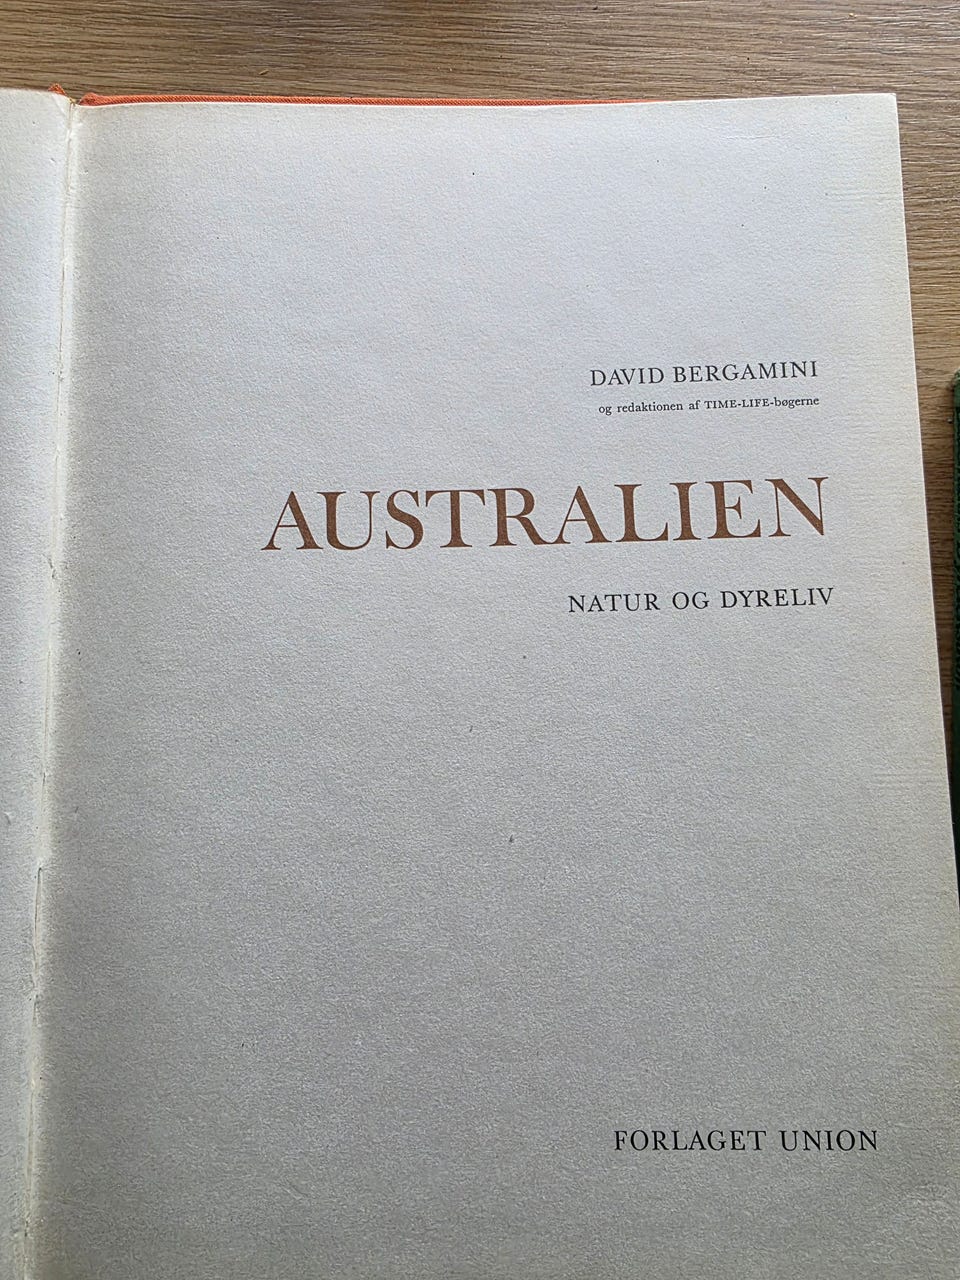 DAVID BERGAMINI
og redaktionen af TIME-LIFE-bøgerne
AUSTRALIEN
NATUR OG DYRELIV
FORLAGET UNION